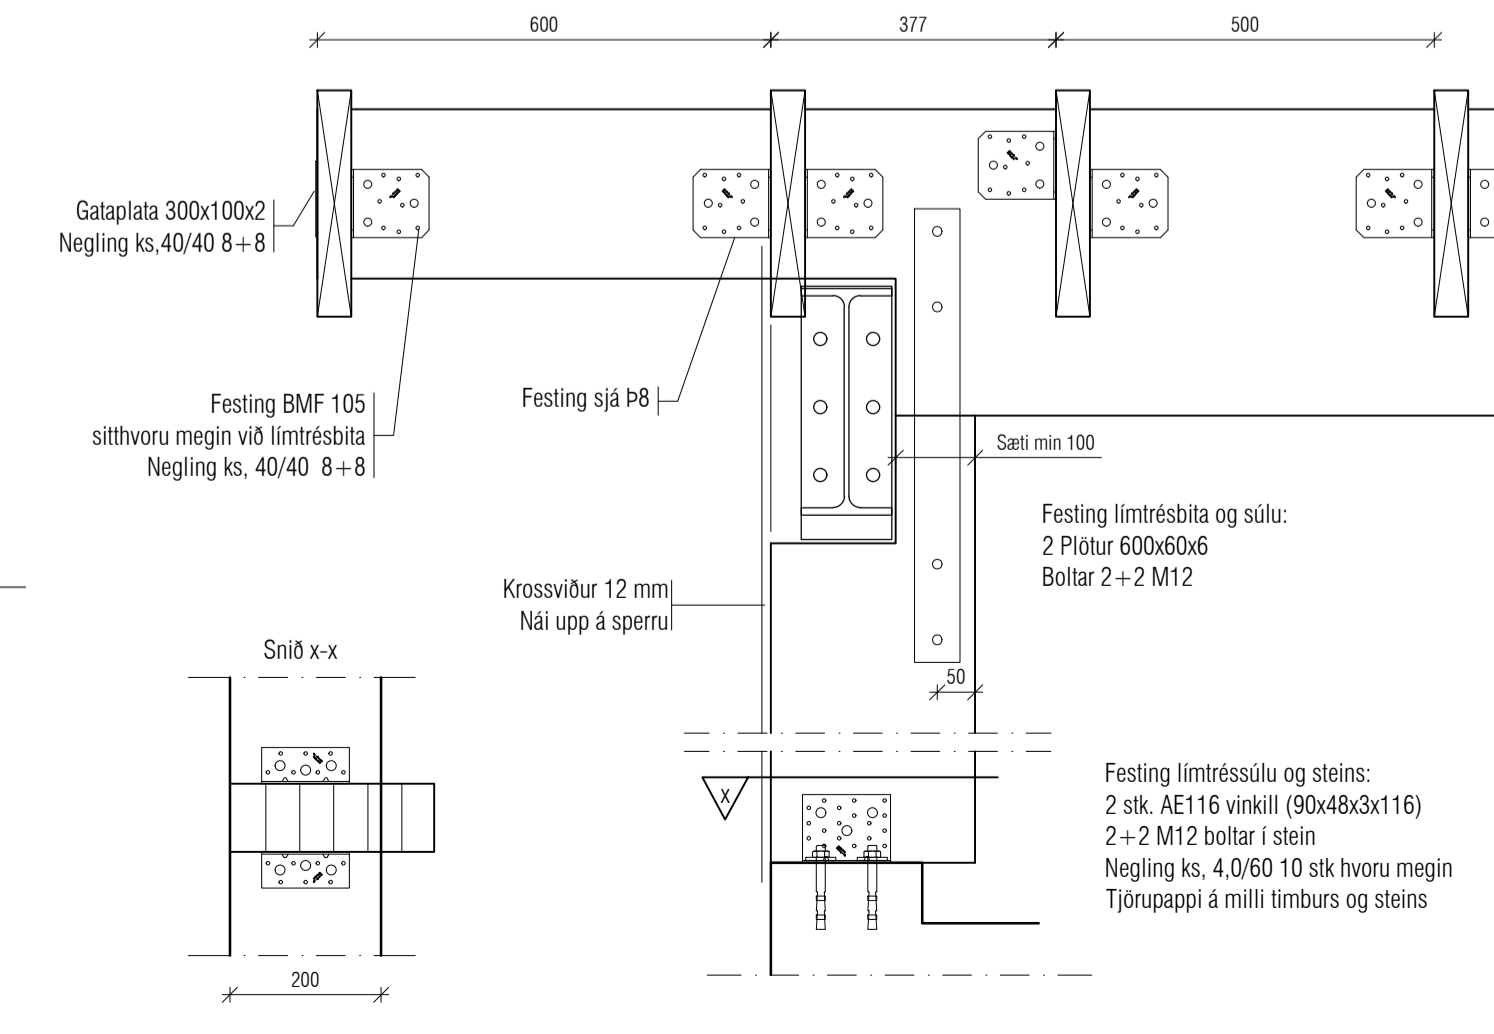 600
377
500
Gataplata 300x100x2
Negling ks,40/40 8+8
Festing BMF 105
sitthvoru megin við límtrésbita
Negling ks, 40/40 8+8
Festing sjá Þ8
Sæti min 100
Festing límtrésbita og súlu:
2 Plötur 600x60x6
Boltar 2+2 M12
Krossviður 12 mm
Nái upp á sperru
Snið x-x
50
X
Festing límtréssúlu og steins:
2 stk. AE116 vinkill (90x48x3x116)
2+2 M12 boltar í stein
Negling ks, 4,0/60 10 stk hvoru megin
Tjörupappi á milli timburs og steins
200